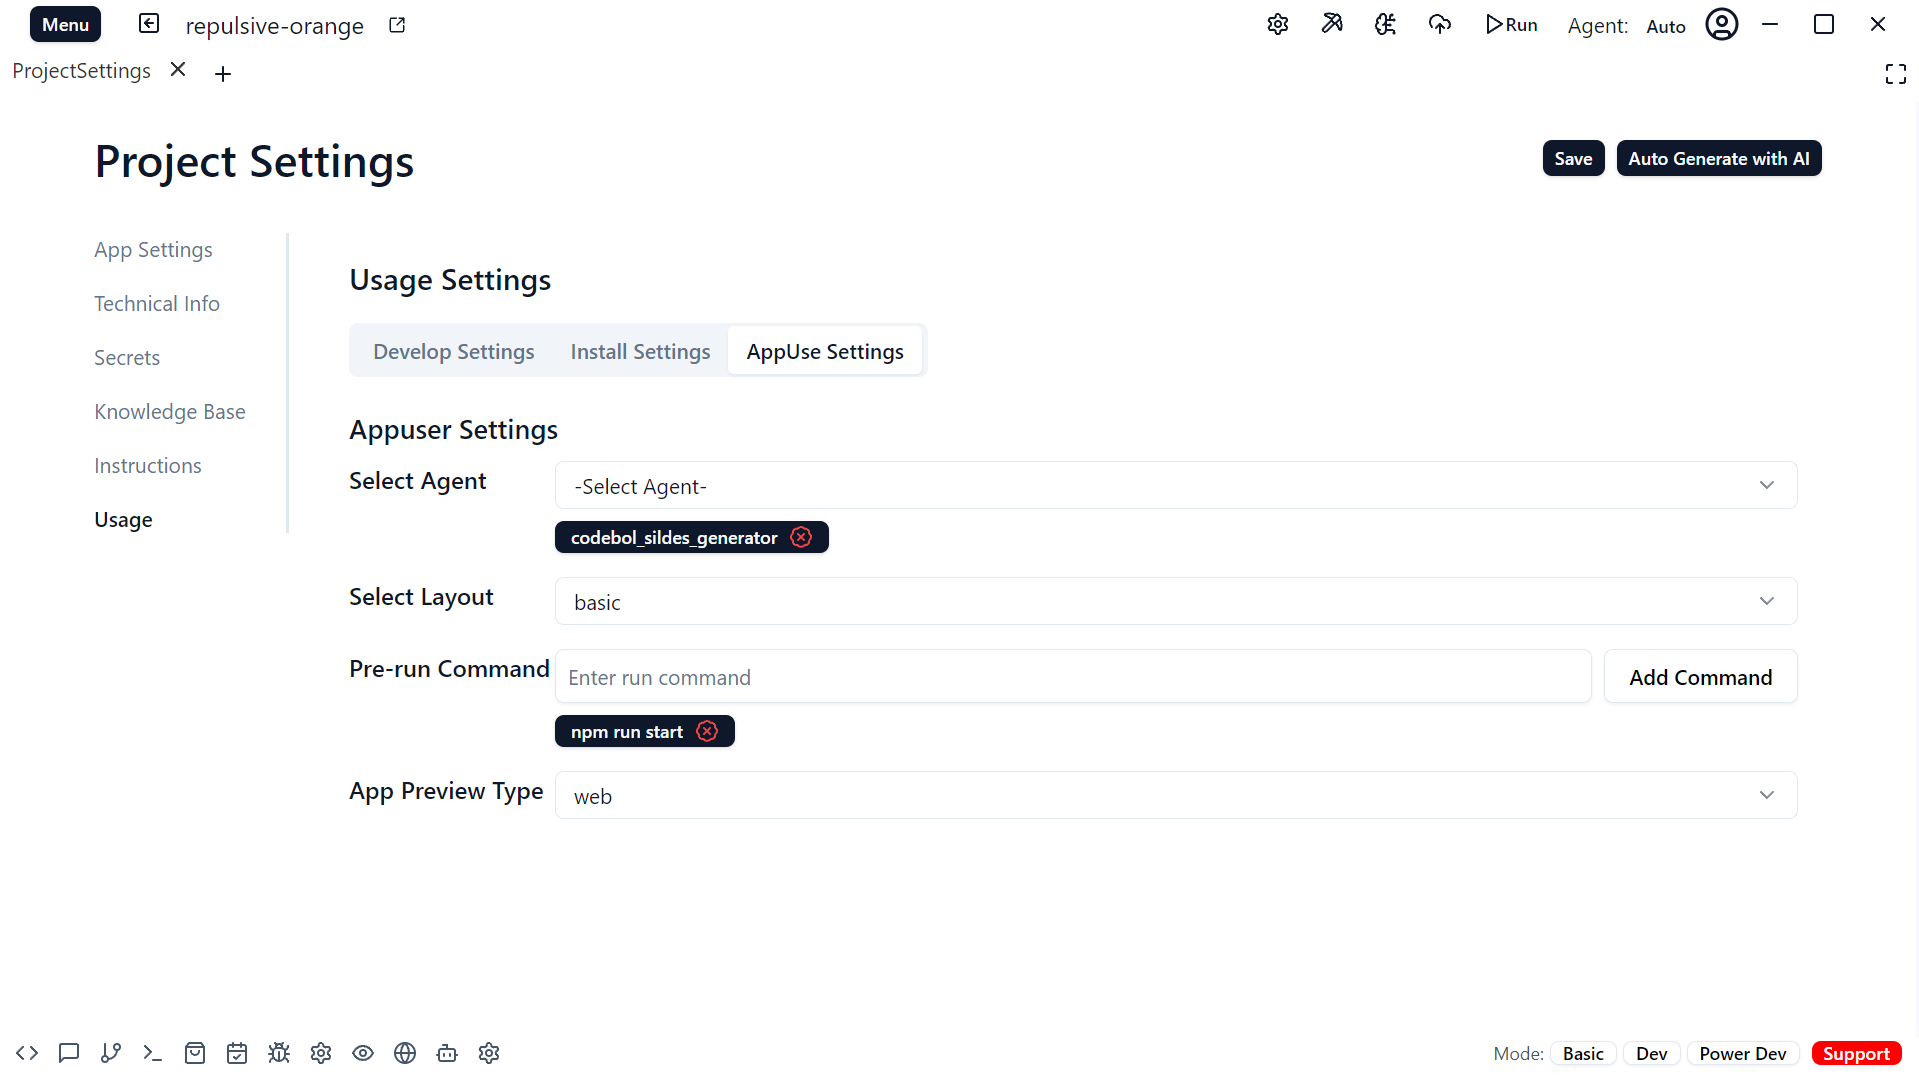 Menu
repulsive-orange
Run
Agent: Auto
ProjectSettings
Project Settings
Save
Auto Generate with AI
App Settings
Technical Info
Secrets
Knowledge Base
Instructions
Usage
Usage Settings
Develop Settings
Install Settings
AppUse Settings
Appuser Settings
Select Agent
-Select Agent-
codebol_sildes_generator
Select Layout
basic
Pre-run Command
Enter run command
Add Command
npm run start
App Preview Type
web
Mode: Basic Dev Power Dev Support